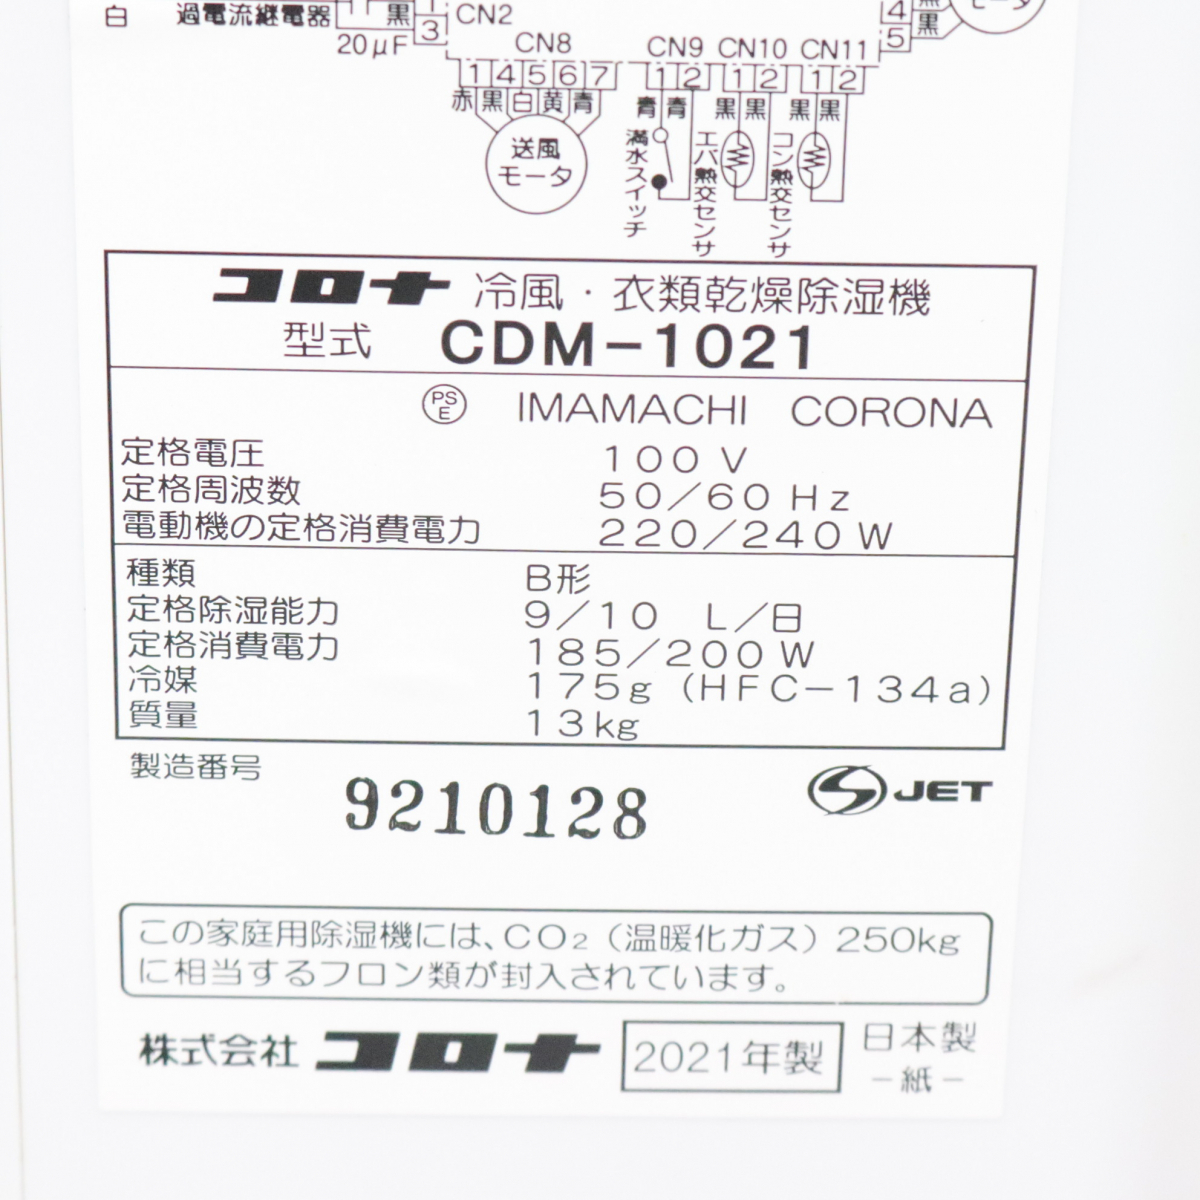 白 過電流継電器 黒 3 CN2 4 黒
20μF 5
CN8 CN9 CN10 CN11
1 4 5 6 7 1 2 1 2 1 2
赤 黒 白 黄 青 青 青 黒 黒 黒 黒
送風
モータ
満水スイッチ
エバ熱交センサ
コン熱交センサ
コロナ 冷風・衣類乾燥除湿機
型式 CDM-1021
PS
E IMAMACHI CORONA
定格電圧 100V
定格周波数 50/60Hz
電動機の定格消費電力 220/240W
種類 B形
定格除湿能力 9/10 L/日
定格消費電力 185/200W
冷媒 175g(HFC-134a)
質量 13kg
製造番号
9210128
JET
この家庭用除湿機には、CO₂(温暖化ガス)250kg
に相当するフロン類が封入されています。
株式会社 コロナ 2021年製 日本製
-紙-